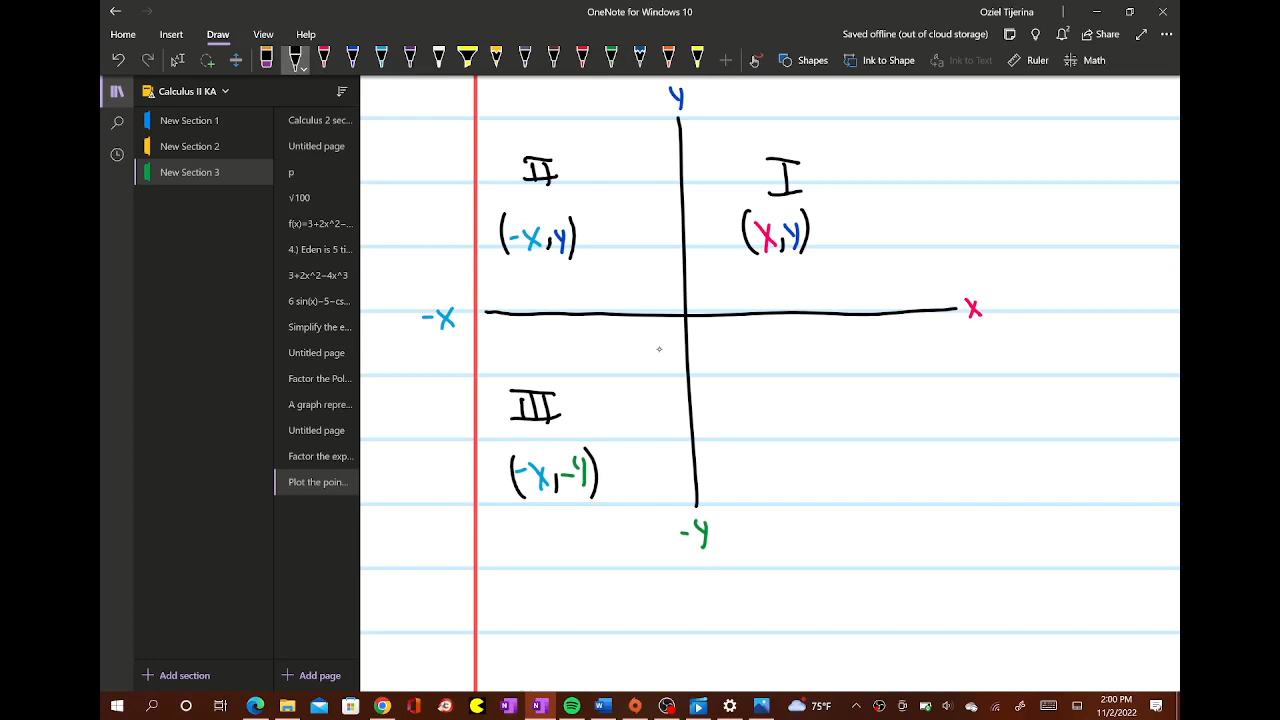 OneNote for Windows 10
Oziel Tijerina
Home Insert Draw View Help
Saved offline (out of cloud storage)
Share
Shapes Ink to Shape Ink to Text Ruler Math
Calculus II KA
New Section 1
New Section 2
New Section 3
Calculus 2 sec...
Untitled page
p
√100
f(x)=3+2x^2-...
4.) Eden is 5 ti...
3+2x^2-4x^3
6 sin(x)-5-cs...
Simplify the e...
Untitled page
Factor the Pol...
A graph repre...
Untitled page
Factor the exp...
Plot the poin...
Add section
Add page
y
II
I
(-x,y)
(x,y)
-x
x
III
(-x,-y)
-y
75°F
2:00 PM
11/2/2022